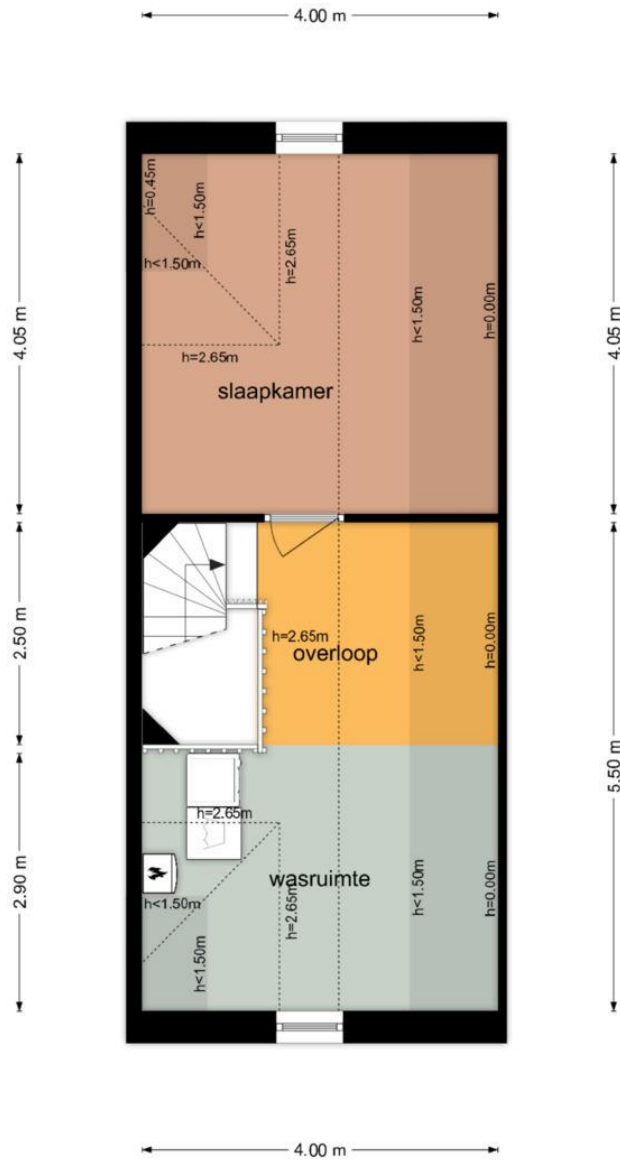 4.00 m
h=0.45m
h<1.50m
h<1.50m
h=2.65m
h<1.50m
h=0.00m
h=2.65m
slaapkamer
4.05 m
4.05 m
h=2.65m
overloop
h<1.50m
h=0.00m
2.50 m
5.50 m
h=2.65m
wasruimte
h<1.50m
h<1.50m
h=2.65m
h<1.50m
h=0.00m
2.90 m
4.00 m